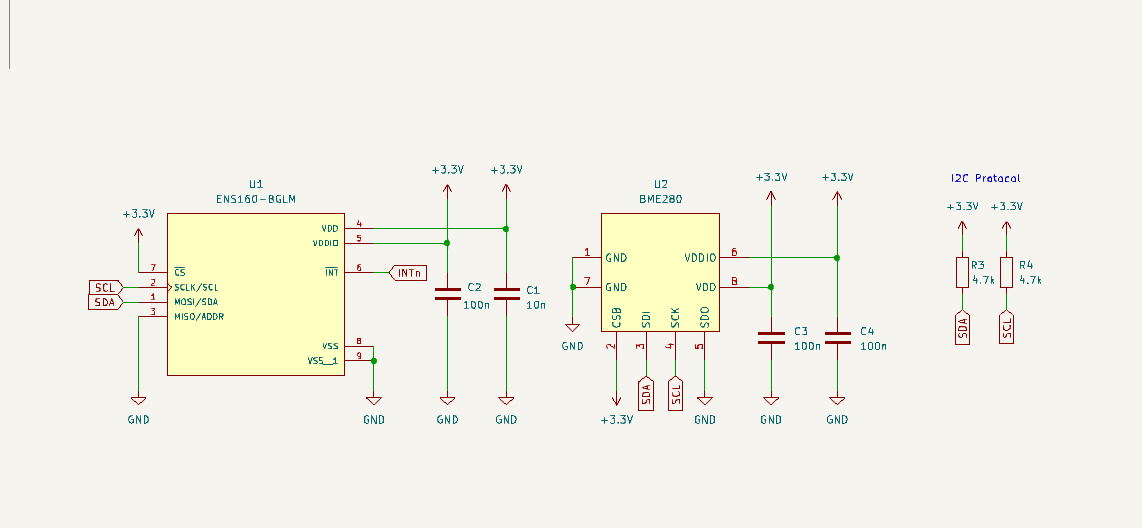 U1
ENS160-BGLM
+3.3V
+3.3V
+3.3V
7
CS
SCL
2
SCLK/SCL
SDA
1
MOSI/SDA
3
MISO/ADDR
VDD
4
VDDIO
5
INT
6
INTn
VSS
8
VSS_1
9
C2
100n
C1
10n
GND
GND
GND
GND
U2
BME280
+3.3V
+3.3V
1
GND
7
GND
VDDIO
6
VDD
8
CSB
SDI
SCK
SDO
2
3
4
5
GND
+3.3V
SDA
SCL
GND
C3
100n
C4
100n
GND
GND
I2C Protocal
+3.3V
+3.3V
R3
4.7k
R4
4.7k
SDA
SCL